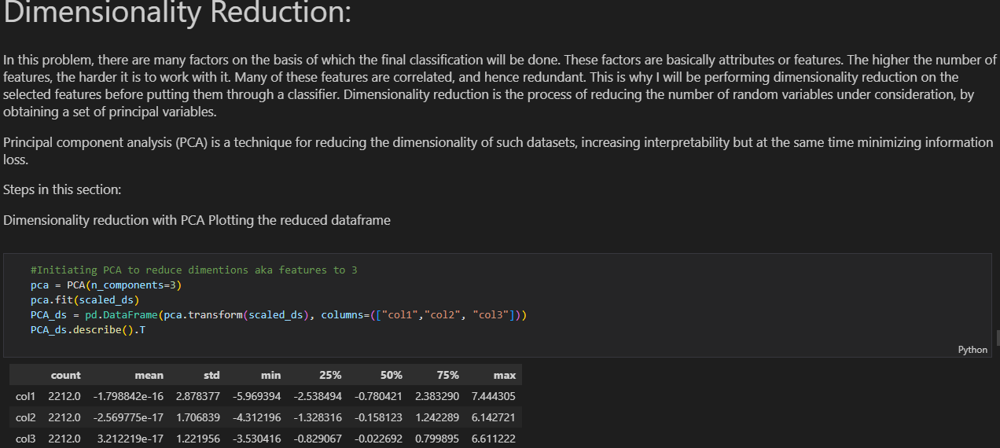 Dimensionality Reduction:
In this problem, there are many factors on the basis of which the final classification will be done. These factors are basically attributes or features. The higher the number of
features, the harder it is to work with it. Many of these features are correlated, and hence redundant. This is why I will be performing dimensionality reduction on the
selected features before putting them through a classifier. Dimensionality reduction is the process of reducing the number of random variables under consideration, by
obtaining a set of principal variables.
Principal component analysis (PCA) is a technique for reducing the dimensionality of such datasets, increasing interpretability but at the same time minimizing information
loss.
Steps in this section:
Dimensionality reduction with PCA Plotting the reduced dataframe
#Initiating PCA to reduce dimentions aka features to 3
pca = PCA(n_components=3)
pca.fit(scaled_ds)
PCA_ds = pd.DataFrame(pca.transform(scaled_ds), columns=(["col1","col2", "col3"]))
PCA_ds.describe().T
Python
count mean std min 25% 50% 75% max
col1 2212.0 -1.798842e-16 2.878377 -5.969394 -2.538494 -0.780421 2.383290 7.444305
col2 2212.0 -2.569775e-17 1.706839 -4.312196 -1.328316 -0.158123 1.242289 6.142721
col3 2212.0 3.212219e-17 1.221956 -3.530416 -0.829067 -0.022692 0.799895 6.611222